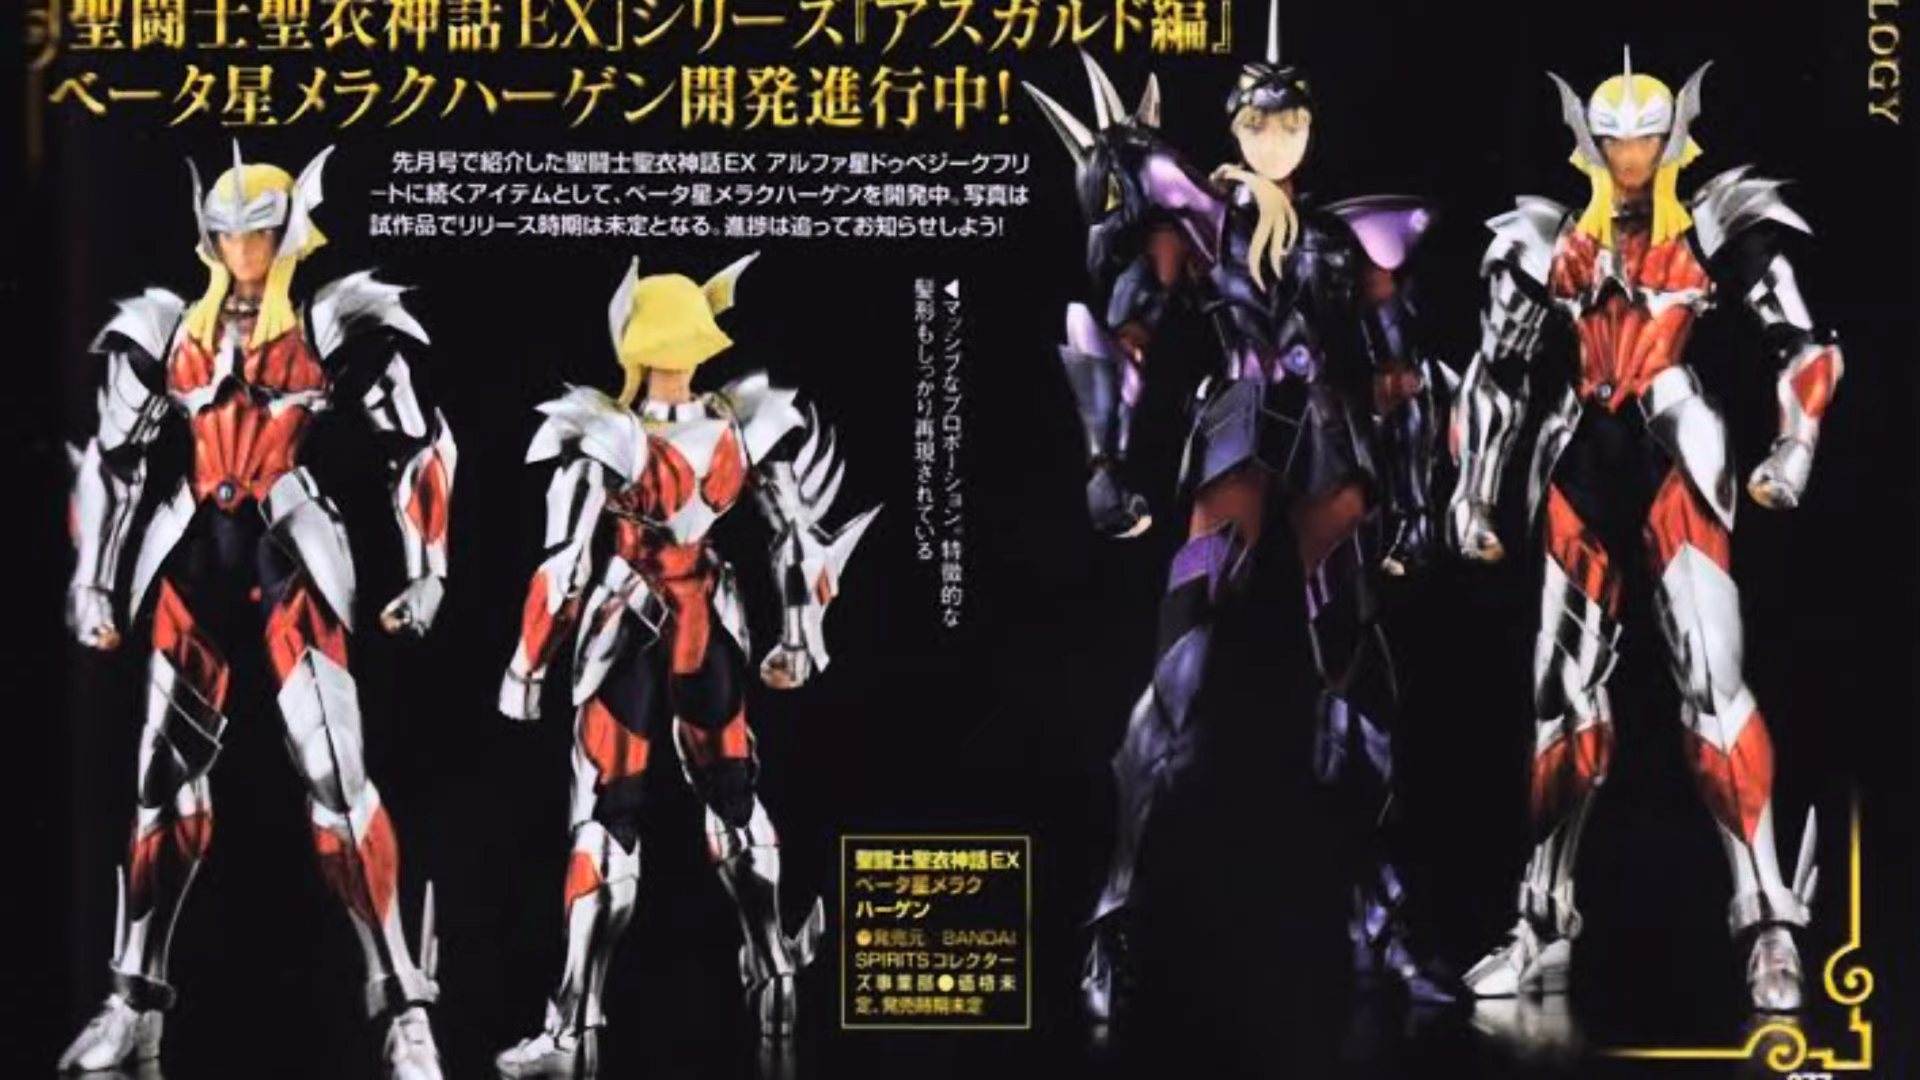 「聖闘士聖衣神話EX」シリーズ『アスガルド編』
ベータ星メラクハーゲン開発進行中!
先月号で紹介した聖闘士聖衣神話EX アルファ星ドゥベジークフリ
ートに続くアイテムとして、ベータ星メラクハーゲンを開発中。写真は
試作品でリリース時期は未定となる。進捗は追ってお知らせしよう!
◀マッシブなプロポーション。特徴的な
髪形もしっかり再現されている
聖闘士聖衣神話EX
ベータ星メラク
ハーゲン
●発売元 BANDAI
SPIRITSコレクター
ズ事業部●価格未
定、発売時期未定
LOGY